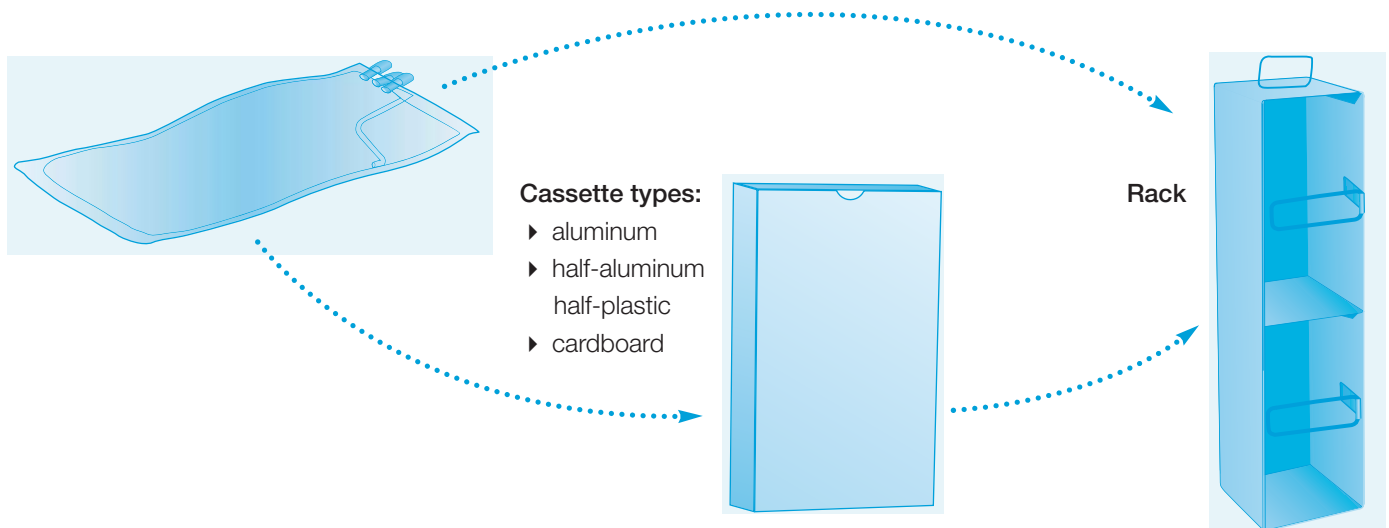 Cassette types:
▸ aluminum
▸ half-aluminum
half-plastic
▸ cardboard
Rack